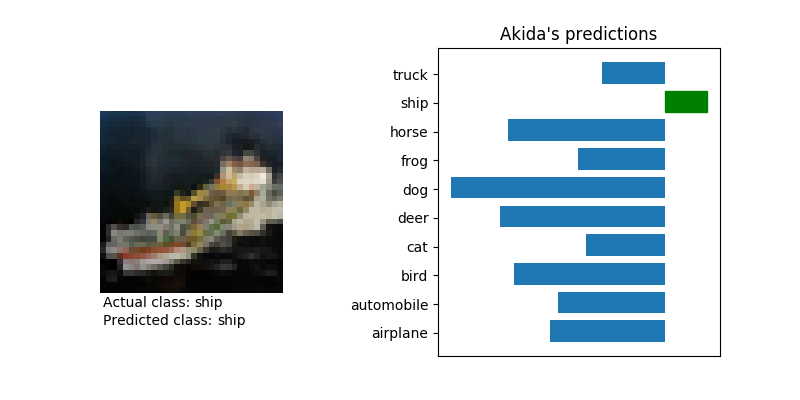 Actual class: ship
Predicted class: ship
Akida's predictions
truck
ship
horse
frog
dog
deer
cat
bird
automobile
airplane